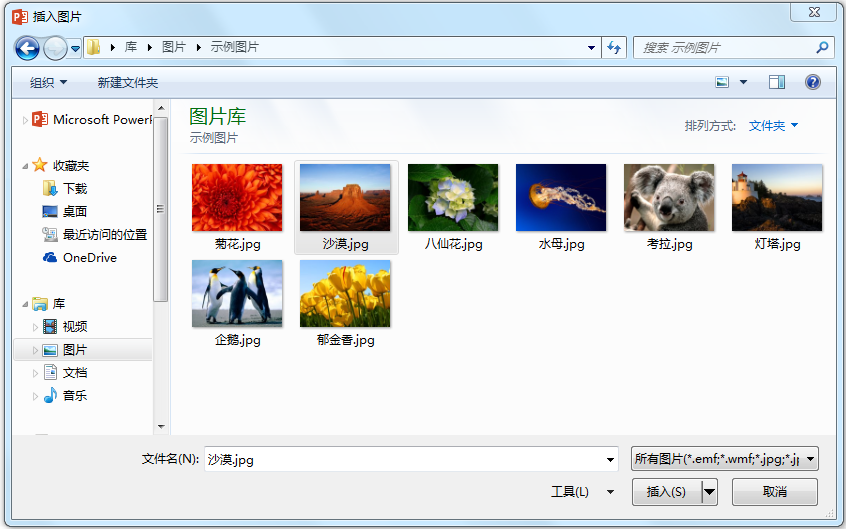 插入图片
库 图片 示例图片
搜索 示例图片
组织 新建文件夹
Microsoft PowerP
收藏夹
下载
桌面
最近访问的位置
OneDrive
库
视频
图片
文档
音乐
图片库
示例图片
排列方式: 文件夹
菊花.jpg 沙漠.jpg 八仙花.jpg 水母.jpg 考拉.jpg 灯塔.jpg
企鹅.jpg 郁金香.jpg
文件名(N): 沙漠.jpg 所有图片(*.emf;*.wmf;*.jpg;*.jp
工具(L) 插入(S) 取消